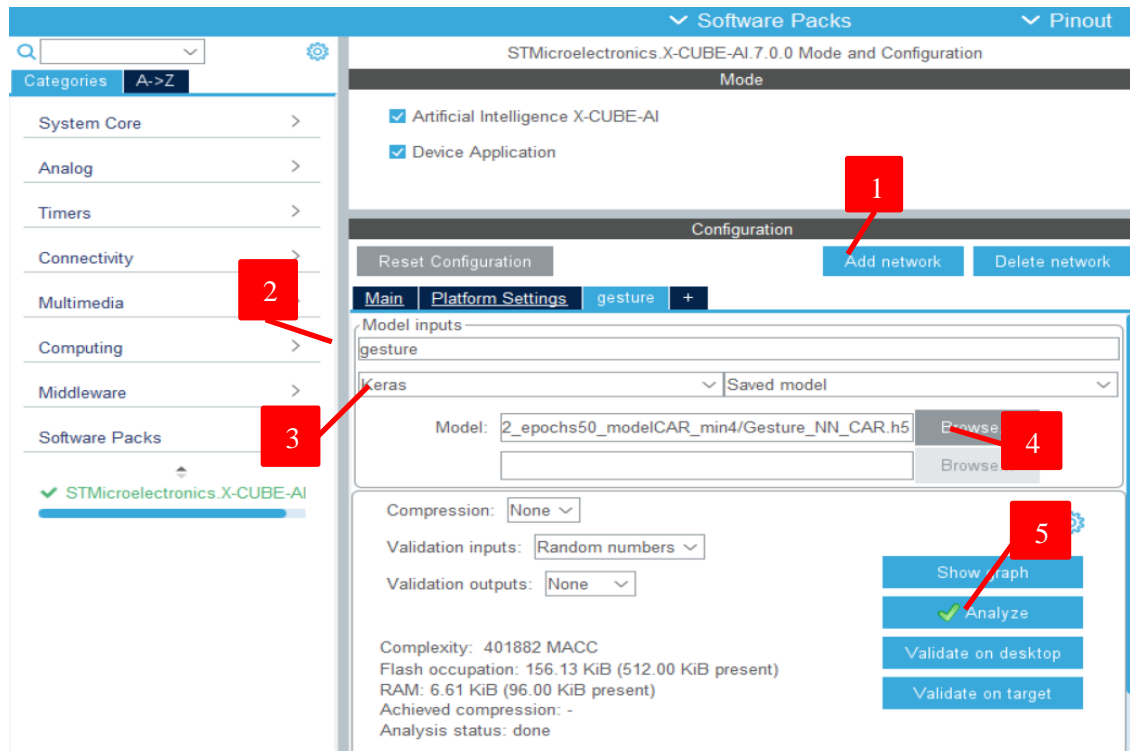 Software Packs
Pinout
STMicroelectronics.X-CUBE-AI.7.0.0 Mode and Configuration
Categories
A->Z
Mode
System Core
Analog
Timers
Connectivity
Multimedia
Computing
Middleware
Software Packs
STMicroelectronics.X-CUBE-AI
Artificial Intelligence X-CUBE-AI
Device Application
1
Configuration
Reset Configuration
Add network
Delete network
2
Main
Platform Settings
gesture
+
Model inputs
gesture
Keras
Saved model
3
Model:
2_epochs50_modelCAR_min4/Gesture_NN_CAR.h5
4
Compression: None
Validation inputs: Random numbers
Validation outputs: None
5
Show graph
Analyze
Validate on desktop
Validate on target
Complexity: 401882 MACC
Flash occupation: 156.13 KiB (512.00 KiB present)
RAM: 6.61 KiB (96.00 KiB present)
Achieved compression: -
Analysis status: done